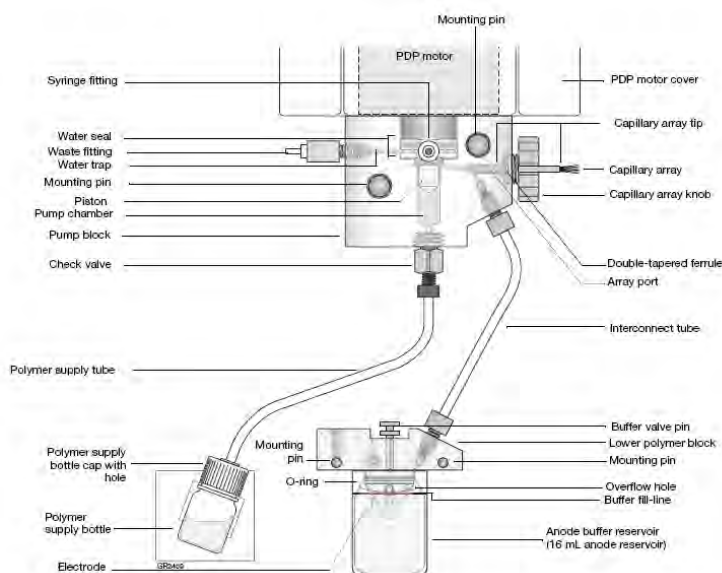 Mounting pin
PDP motor
Syringe fitting
PDP motor cover
Water seal
Waste fitting
Water trap
Mounting pin
Piston
Pump chamber
Pump block
Check valve
Capillary array tip
Capillary array
Capillary array knob
Double-tapered ferrule
Array port
Interconnect tube
Polymer supply tube
Buffer valve pin
Lower polymer block
Mounting
pin
Mounting pin
Polymer supply
bottle cap with
hole
O-ring
Overflow hole
Buffer fill-line
Polymer
supply bottle
Anode buffer reservoir
(16 mL anode reservoir)
Electrode